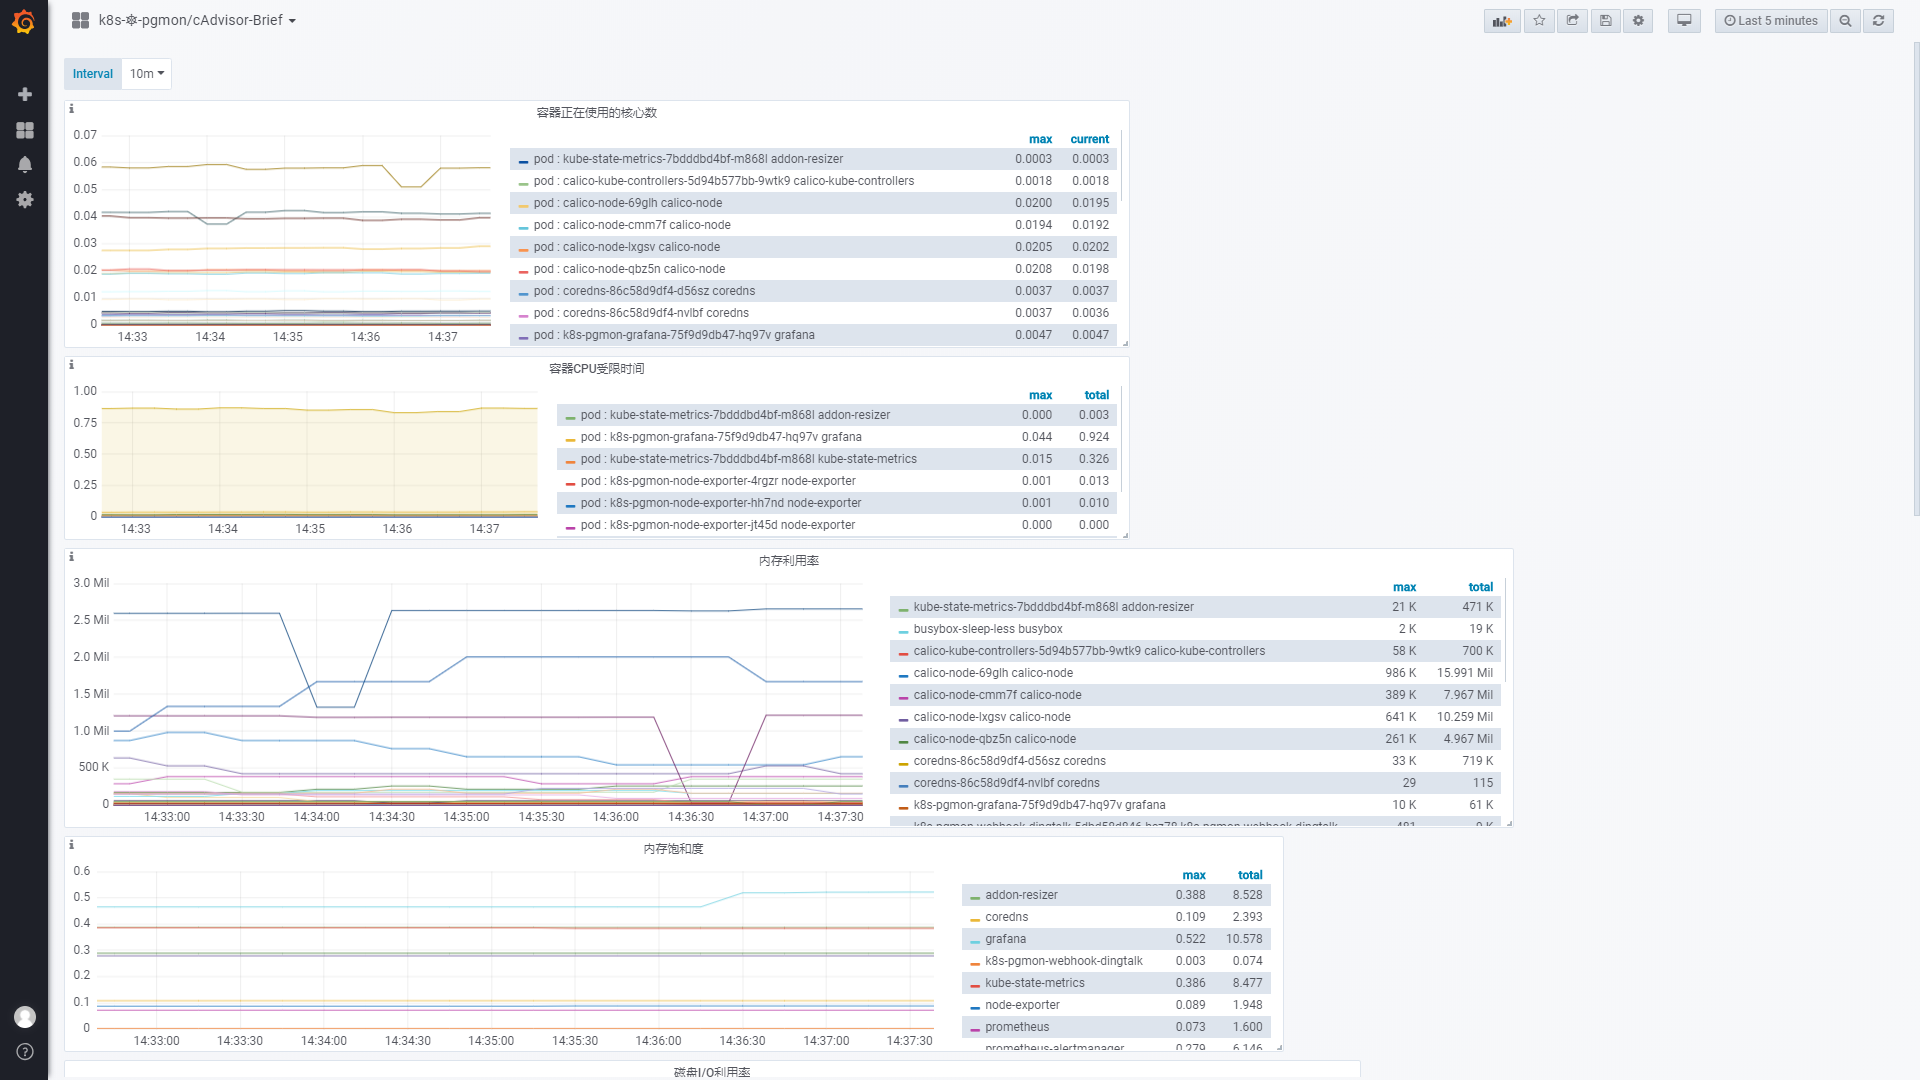 k8s-⎈-pgmon/cAdvisor-Brief
Last 5 minutes
Interval 10m
容器正在使用的核心数
0.07
0.06
0.05
0.04
0.03
0.02
0.01
0
14:33 14:34 14:35 14:36 14:37
max current
pod : kube-state-metrics-7bdddbd4bf-m868l addon-resizer 0.0003 0.0003
pod : calico-kube-controllers-5d94b577bb-9wtk9 calico-kube-controllers 0.0018 0.0018
pod : calico-node-69glh calico-node 0.0200 0.0195
pod : calico-node-cmm7f calico-node 0.0194 0.0192
pod : calico-node-lxgsv calico-node 0.0205 0.0202
pod : calico-node-qbz5n calico-node 0.0208 0.0198
pod : coredns-86c58d9df4-d56sz coredns 0.0037 0.0037
pod : coredns-86c58d9df4-nvlbf coredns 0.0037 0.0036
pod : k8s-pgmon-grafana-75f9d9db47-hq97v grafana 0.0047 0.0047
容器CPU受限时间
1.00
0.75
0.50
0.25
0
14:33 14:34 14:35 14:36 14:37
max total
pod : kube-state-metrics-7bdddbd4bf-m868l addon-resizer 0.000 0.003
pod : k8s-pgmon-grafana-75f9d9db47-hq97v grafana 0.044 0.924
pod : kube-state-metrics-7bdddbd4bf-m868l kube-state-metrics 0.015 0.326
pod : k8s-pgmon-node-exporter-4rgzr node-exporter 0.001 0.013
pod : k8s-pgmon-node-exporter-hh7nd node-exporter 0.001 0.010
pod : k8s-pgmon-node-exporter-jt45d node-exporter 0.000 0.000
内存利用率
3.0 Mil
2.5 Mil
2.0 Mil
1.5 Mil
1.0 Mil
500 K
0
14:33:00 14:33:30 14:34:00 14:34:30 14:35:00 14:35:30 14:36:00 14:36:30 14:37:00 14:37:30
max total
kube-state-metrics-7bdddbd4bf-m868l addon-resizer 21 K 471 K
busybox-sleep-less busybox 2 K 19 K
calico-kube-controllers-5d94b577bb-9wtk9 calico-kube-controllers 58 K 700 K
calico-node-69glh calico-node 986 K 15.991 Mil
calico-node-cmm7f calico-node 389 K 7.967 Mil
calico-node-lxgsv calico-node 641 K 10.259 Mil
calico-node-qbz5n calico-node 261 K 4.967 Mil
coredns-86c58d9df4-d56sz coredns 33 K 719 K
coredns-86c58d9df4-nvlbf coredns 29 115
k8s-pgmon-grafana-75f9d9db47-hq97v grafana 10 K 61 K
内存饱和度
0.6
0.5
0.4
0.3
0.2
0.1
0
14:33:00 14:33:30 14:34:00 14:34:30 14:35:00 14:35:30 14:36:00 14:36:30 14:37:00 14:37:30
max total
addon-resizer 0.388 8.528
coredns 0.109 2.393
grafana 0.522 10.578
k8s-pgmon-webhook-dingtalk 0.003 0.074
kube-state-metrics 0.386 8.477
node-exporter 0.089 1.948
prometheus 0.073 1.600
prometheus-alertmanager 0.279 6.146
磁盘I/O利用率